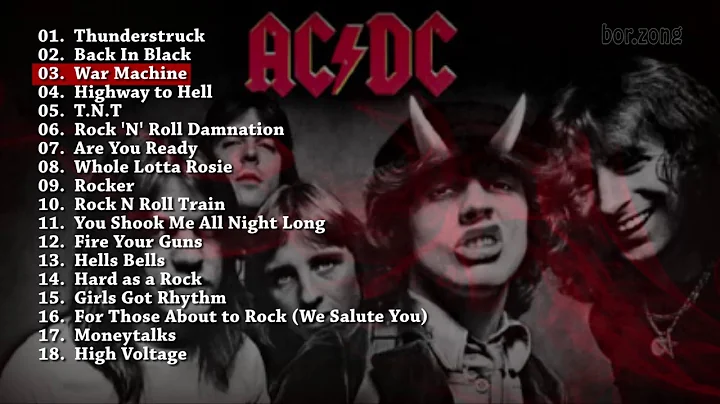 AC/DC
bor.zong
01. Thunderstruck
02. Back In Black
03. War Machine
04. Highway to Hell
05. T.N.T
06. Rock 'N' Roll Damnation
07. Are You Ready
08. Whole Lotta Rosie
09. Rocker
10. Rock N Roll Train
11. You Shook Me All Night Long
12. Fire Your Guns
13. Hells Bells
14. Hard as a Rock
15. Girls Got Rhythm
16. For Those About to Rock (We Salute You)
17. Moneytalks
18. High Voltage